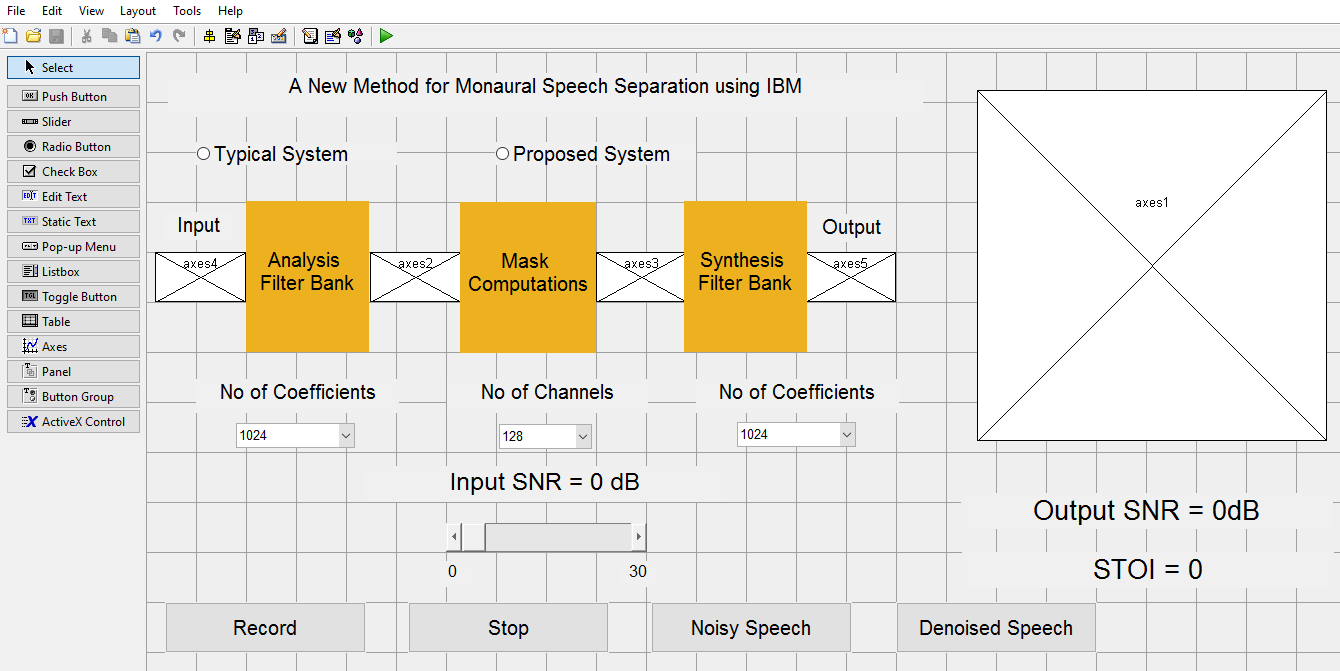 File Edit View Layout Tools Help
Select
Push Button
Slider
Radio Button
Check Box
Edit Text
Static Text
Pop-up Menu
Listbox
Toggle Button
Table
Axes
Panel
Button Group
ActiveX Control
A New Method for Monaural Speech Separation using IBM
Typical System Proposed System
Input
Output
axes4
Analysis
Filter Bank
axes2
Mask
Computations
axes3
Synthesis
Filter Bank
axes5
axes1
No of Coefficients No of Channels No of Coefficients
1024 128 1024
Input SNR = 0 dB
0 30
Output SNR = 0dB
STOI = 0
Record Stop Noisy Speech Denoised Speech